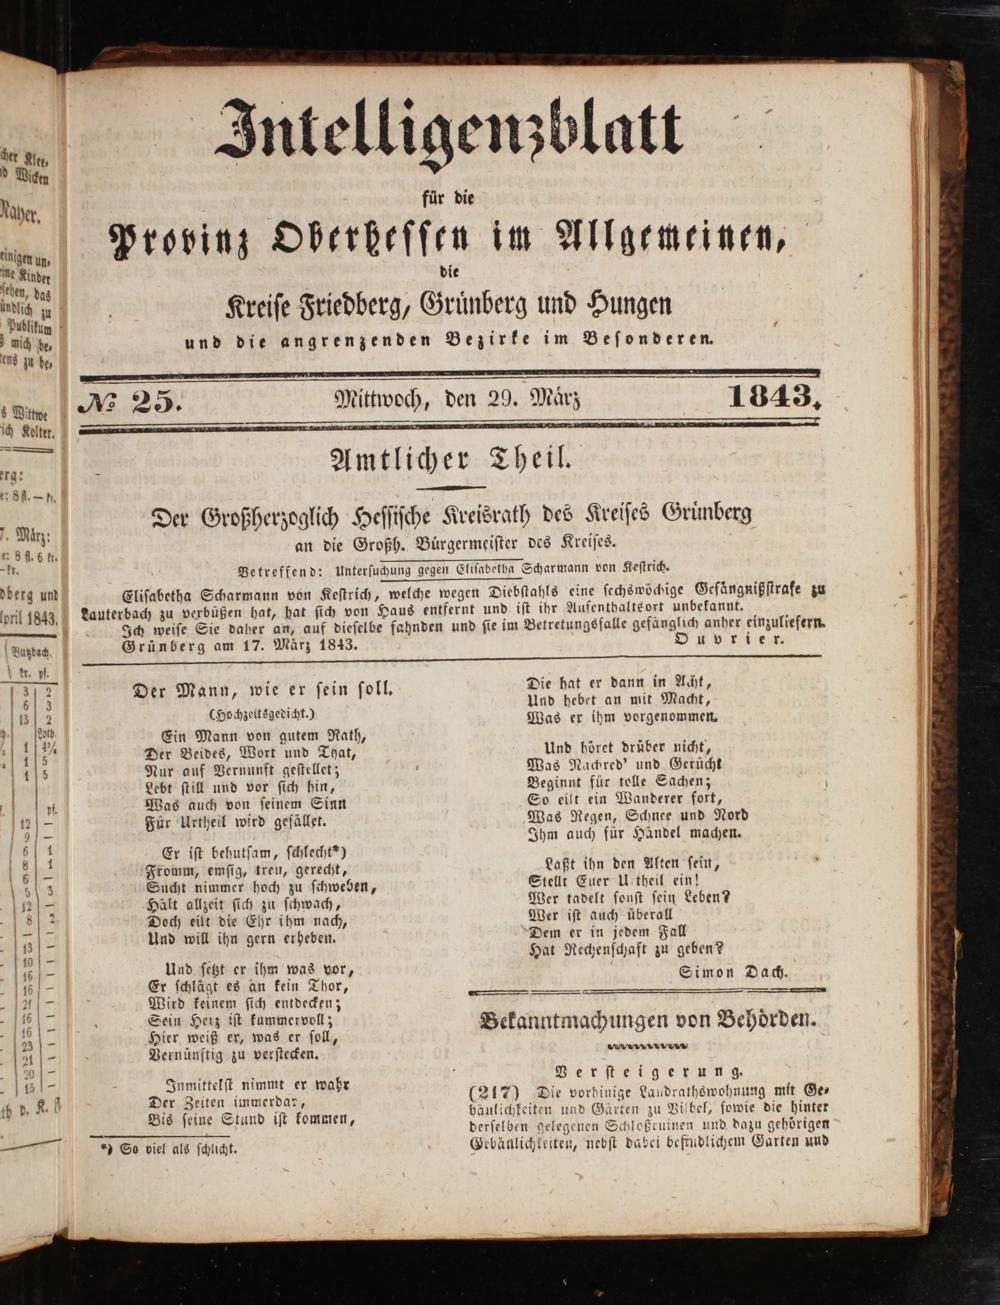 Intelligenzblatt
für die
Provinz Oberhessen im Allgemeinen,
die
Kreise Friedberg, Grünberg und Hungen
und die angrenzenden Bezirke im Besonderen.
№ 25. Mittwoch, den 29. März 1843.
Amtlicher Theil.
Der Großherzoglich Hessische Kreisrath des Kreises Grünberg
an die Großh. Bürgermeister des Kreises.
Betreffend: Untersuchung gegen Elisabetha Scharmann von Kestrich.
Elisabetha Scharmann von Kestrich, welche wegen Diebstahls eine sechswöchige Gefängnißstrafe zu
Lauterbach zu verbüßen hat, hat sich von Haus entfernt und ist ihr Aufenthaltsort unbekannt.
Ich weise Sie daher an, auf dieselbe fahnden und sie im Betretungsfalle gefänglich anher einzuliefern.
Grünberg am 17. März 1843. Ouvrier.
Der Mann, wie er sein soll.
(Hochzeitsgedicht.)
Ein Mann von gutem Rath,
Der Beides, Wort und That,
Nur auf Vernunft gestellet;
Lebt still und vor sich hin,
Was auch von seinem Sinn
Für Urtheil wird gefället.
Er ist behutsam, schlecht*)
Fromm, emsig, treu, gerecht,
Sucht nimmer hoch zu schweben,
Hält allzeit sich zu schwach,
Doch eilt die Ehr ihm nach,
Und will ihn gern erheben.
Und setzt er ihm was vor,
Er schlägt es an kein Thor,
Wird keinem sich entdecken;
Sein Herz ist kummervoll;
Hier weiß er, was er soll,
Vernünftig zu verstecken.
Inmittelst nimmt er wahr
Der Zeiten immerdar,
Bis seine Stund ist kommen,
*) So viel als schlicht.
Die hat er dann in Acht,
Und hebet an mit Macht,
Was er ihm vorgenommen.
Und höret drüber nicht,
Was Nachred' und Gerücht
Beginnt für tolle Sachen;
So eilt ein Wanderer fort,
Was Regen, Schnee und Nord
Ihm auch für Händel machen.
Laßt ihn den Alten sein,
Stellt Euer U theil ein!
Wer tadelt sonst sein Leben?
Wer ist auch überall
Dem er in jedem Fall
Hat Rechenschaft zu geben?
Simon Dach.
Bekanntmachungen von Behörden.
Versteigerung.
(217) Die vorhinige Landrathswohnung mit Ge-
bäulichkeiten und Gärten zu Vilbel, sowie die hinter
derselben gelegenen Schloßruinen und dazu gehörigen
Gebäulichkeiten, nebst dabei befindlichem Garten und